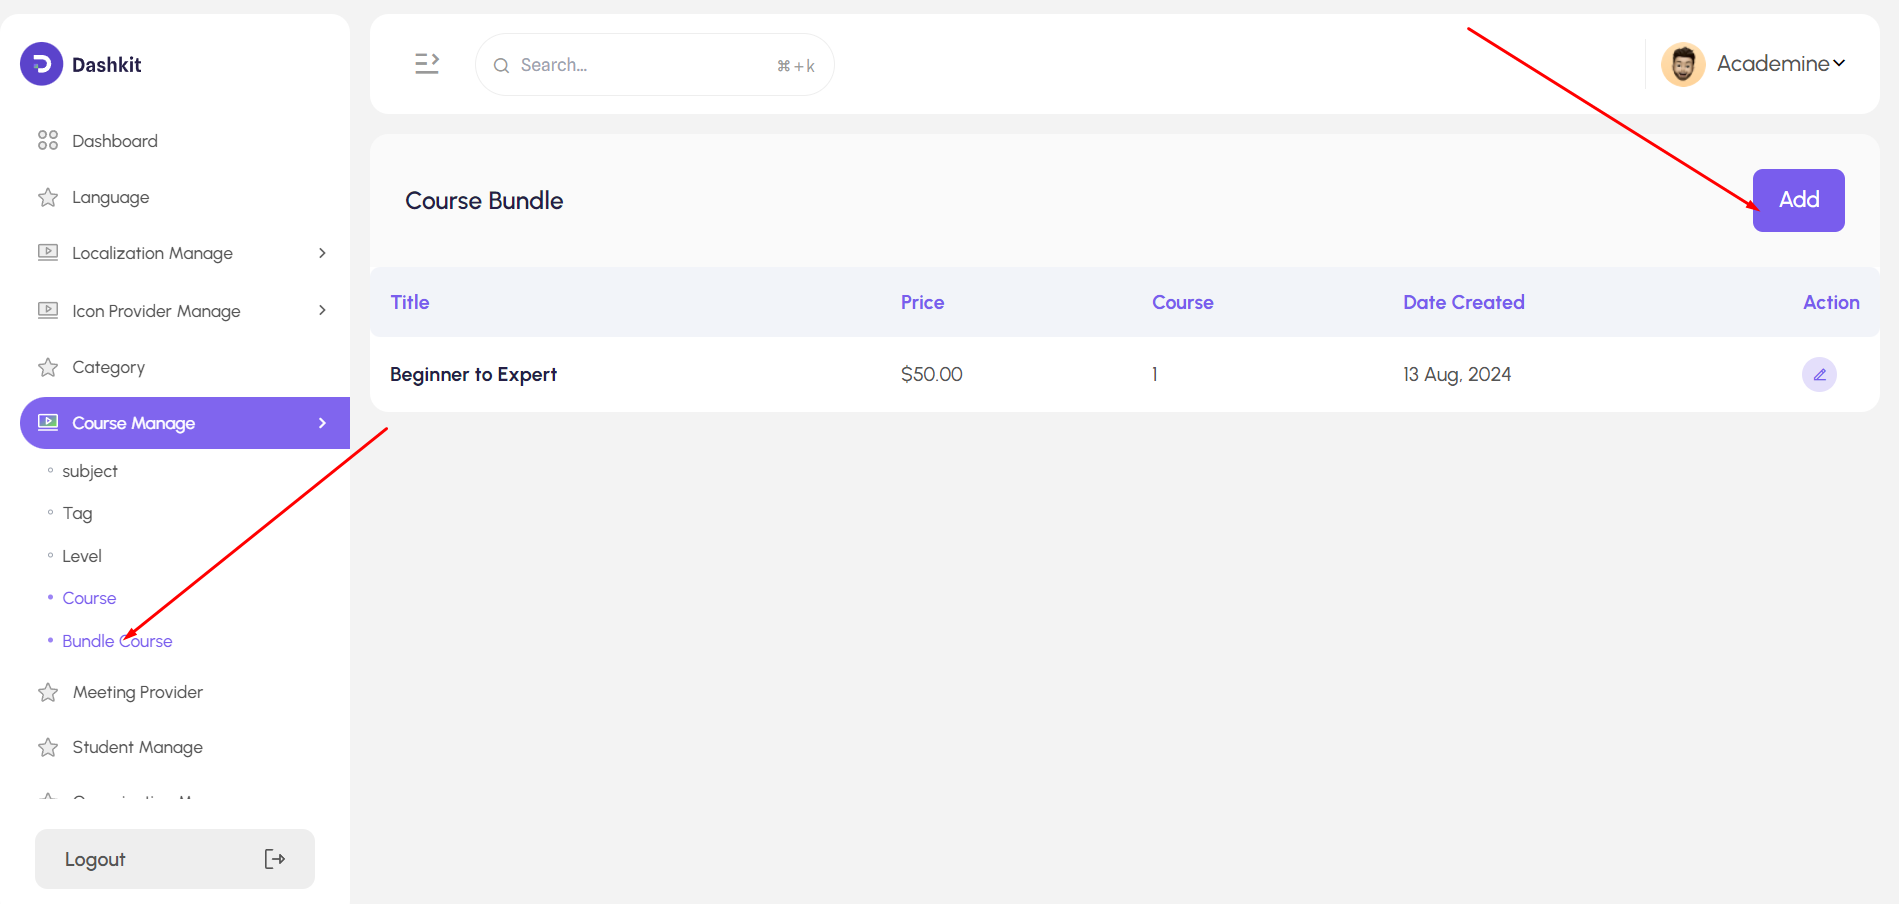 Dashkit
Dashboard
Language
Localization Manage
Icon Provider Manage
Category
Course Manage
subject
Tag
Level
Course
Bundle Course
Meeting Provider
Student Manage
Logout
Search...
⌘+k
Academine
Course Bundle
Add
Title Price Course Date Created Action
Beginner to Expert $50.00 1 13 Aug, 2024